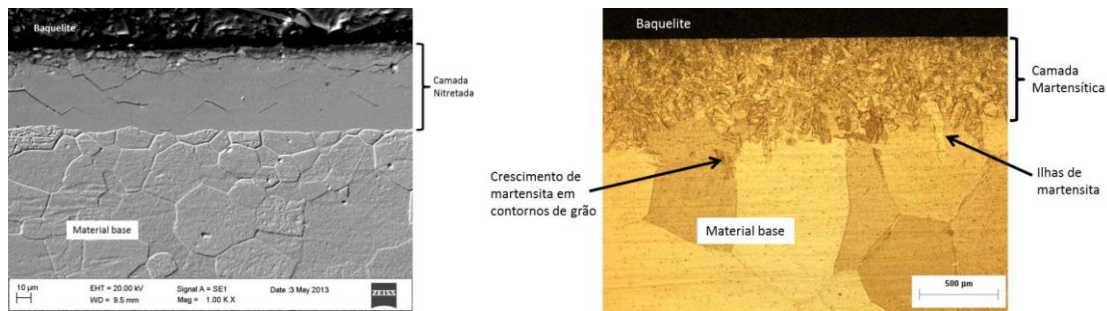 Baquelite
Camada
Nitretada
Material base
10 µm
EHT = 20.00 kV
WD = 9.5 mm
Signal A = SE1
Mag = 1.00 K X
Date :3 May 2013
ZEISS
Baquelite
Camada
Martensítica
Crescimento de
martensita em
contornos de grão
Ilhas de
martensita
Material base
500 µm